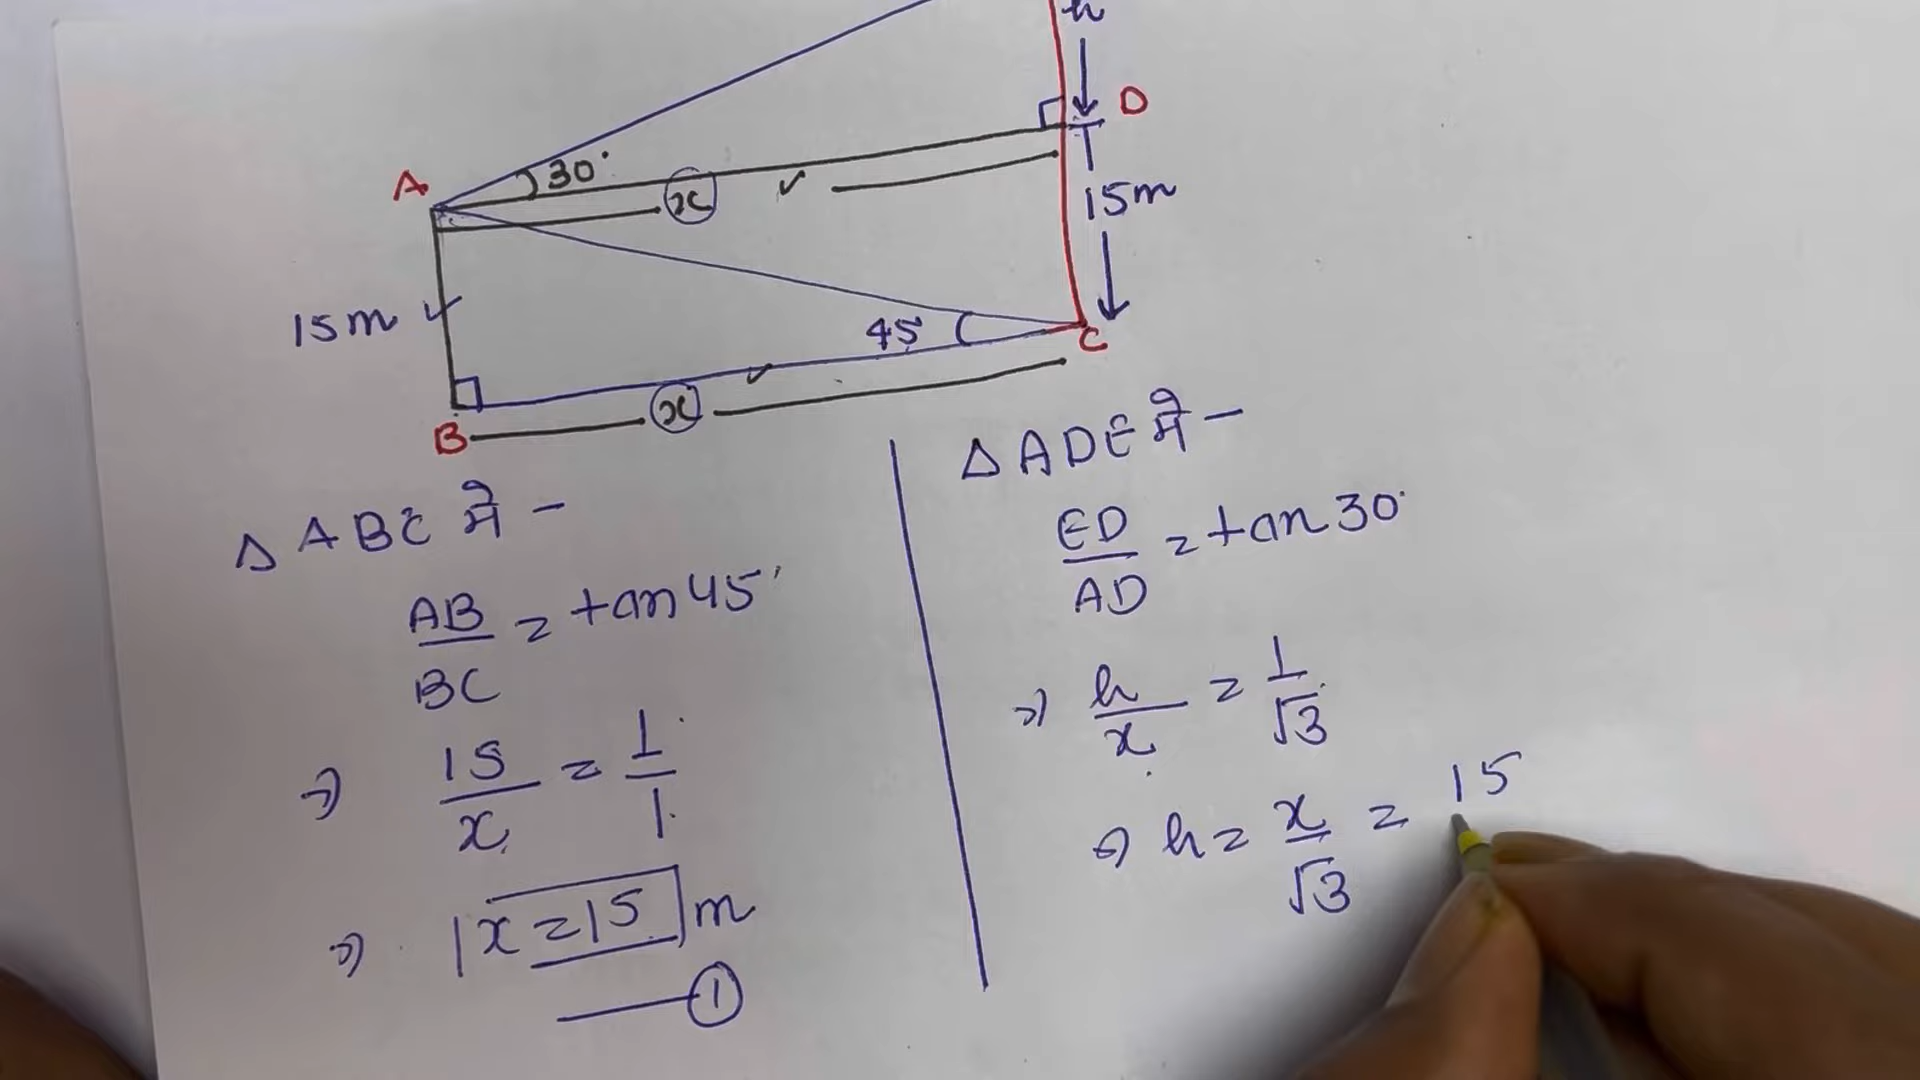 h
D
A
30°
x
15m
15m
45
C
x
B
△ ABC में –
AB/BC = tan 45°
⇒ 15/x = 1/1
⇒ x = 15 m
1
△ ADE में –
ED/AD = tan 30°
⇒ h/x = 1/√3
⇒ h = x/√3 = 15